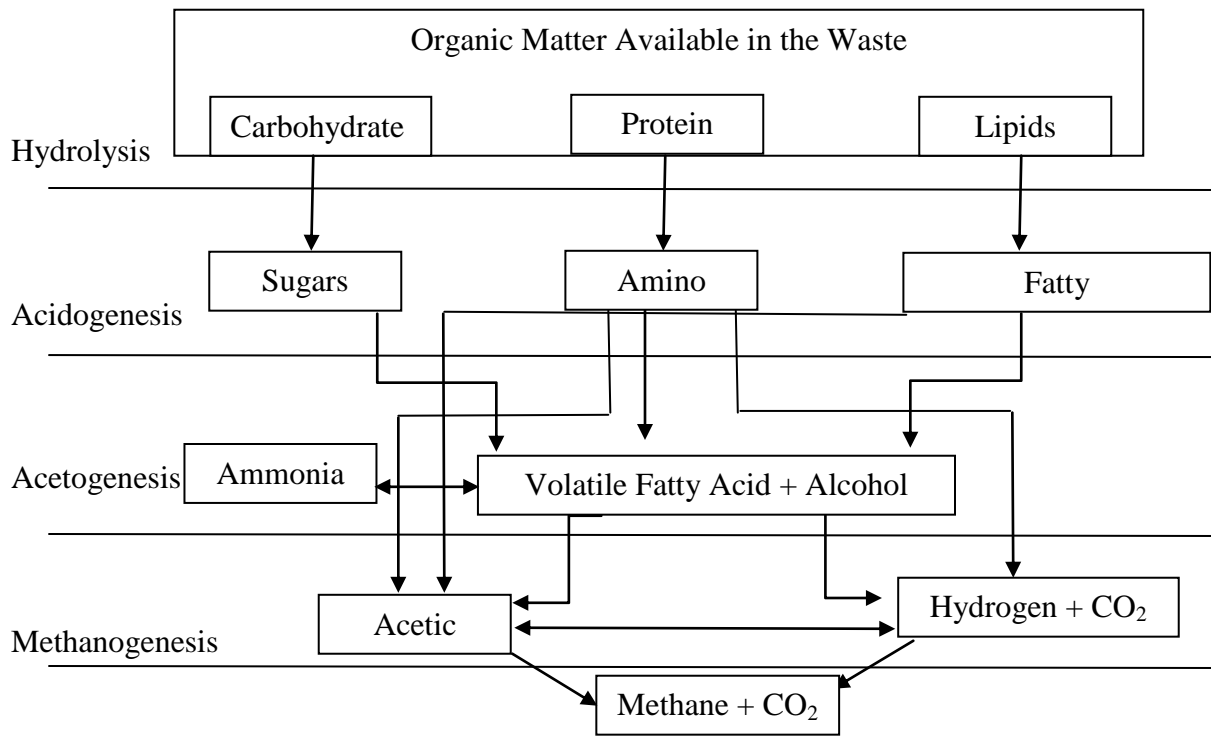 Organic Matter Available in the Waste
Carbohydrate
Protein
Lipids
Hydrolysis
Sugars
Amino
Fatty
Acidogenesis
Ammonia
Volatile Fatty Acid + Alcohol
Acetogenesis
Acetic
Hydrogen + CO₂
Methanogenesis
Methane + CO₂